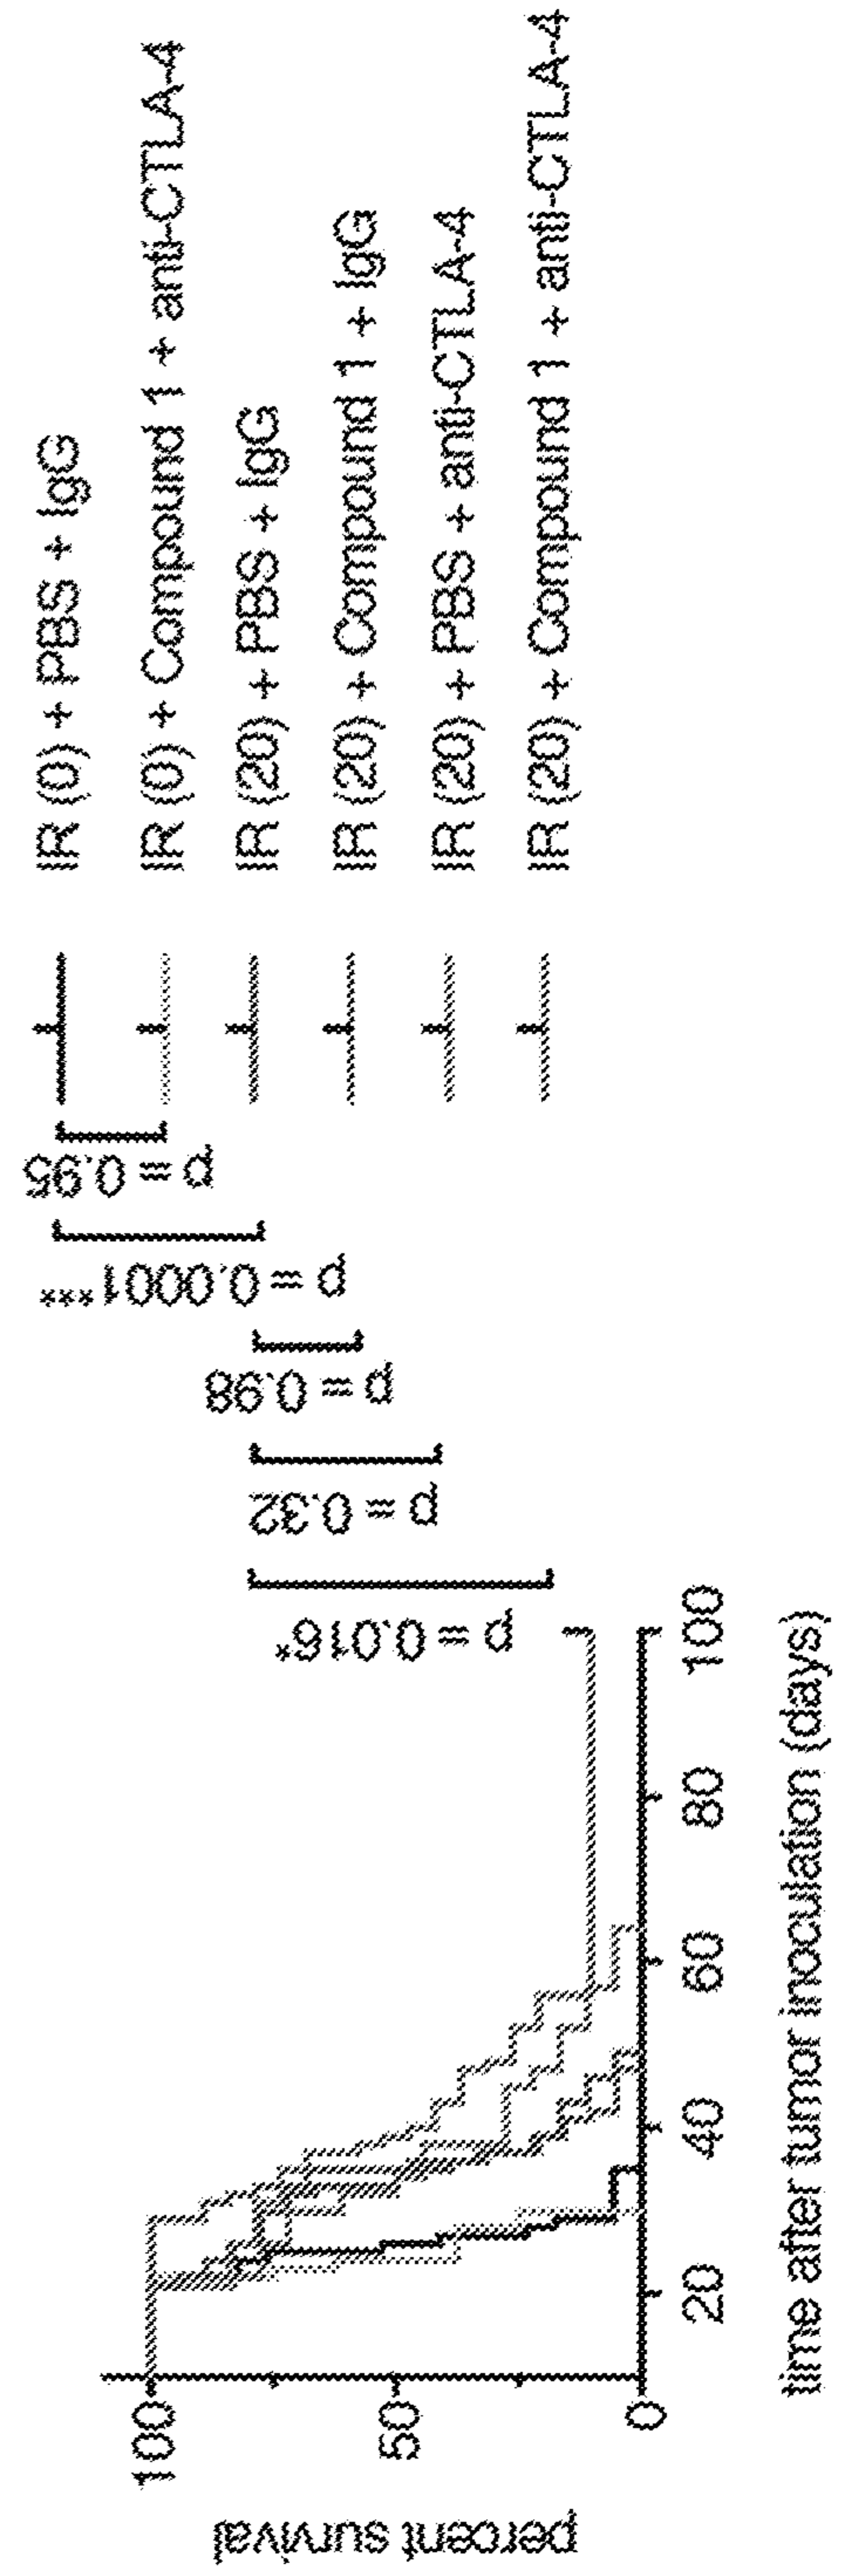 percent survival
100
50
0
20
40
60
80
100
time after tumor inoculation (days)
p = 0.016*
p = 0.32
p = 0.98
p = 0.0001***
p = 0.95
IR (0) + PBS + IgG
IR (0) + Compound 1 + anti-CTLA-4
IR (20) + PBS + IgG
IR (20) + Compound 1 + IgG
IR (20) + PBS + anti-CTLA-4
IR (20) + Compound 1 + anti-CTLA-4